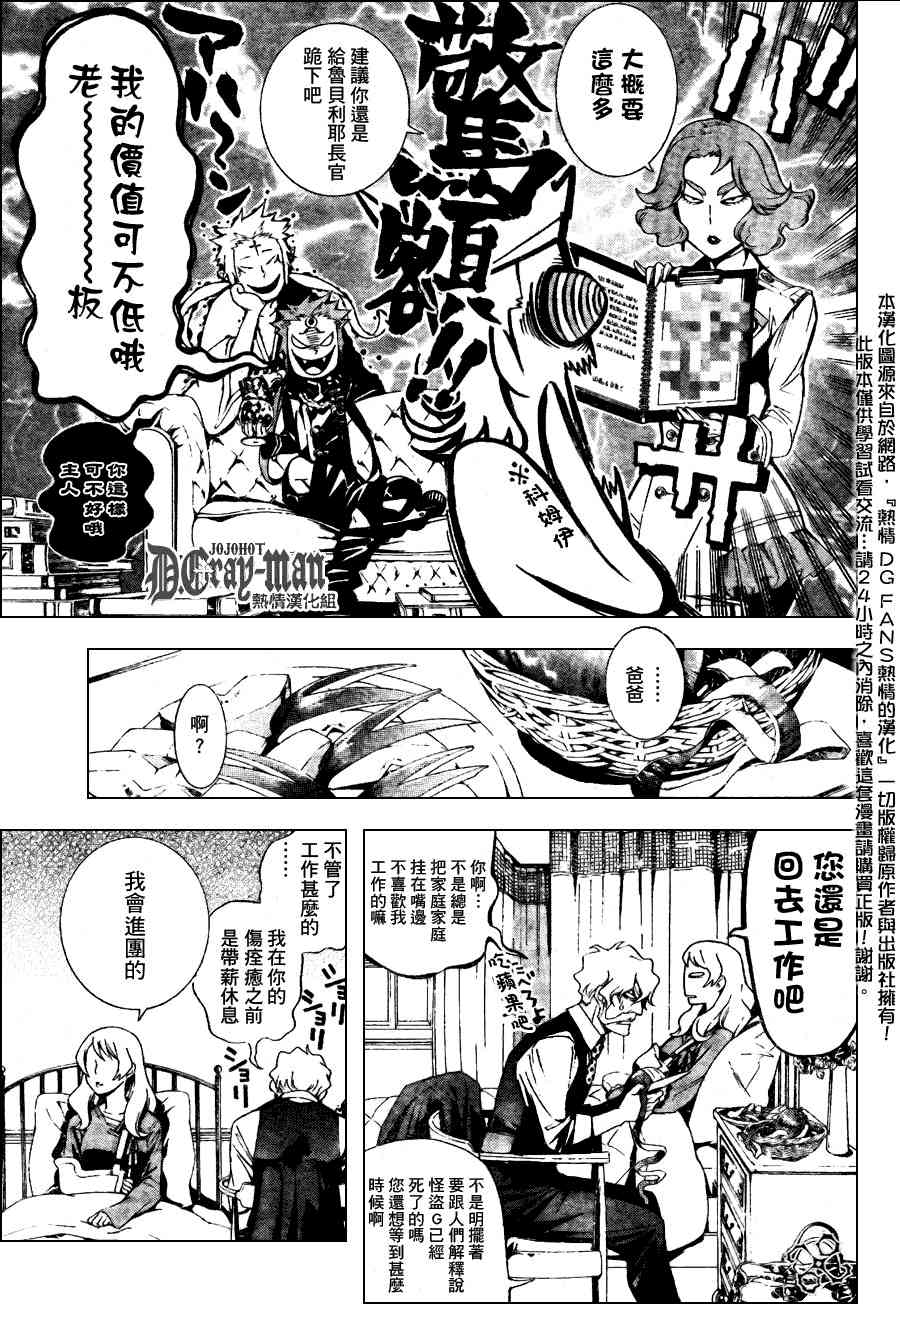 大概要
這麼多
驚額!!
建議你還是
給魯貝利耶長官
跪下吧
アハ〜ン
我的價值可不低哦
老〜〜板
你這樣
可不好哦
主人
※科姆伊
JOJOHOT
D.Gray-man
熱情漢化組
……
爸爸
啊？
您還是
回去工作吧
你啊…
不是總是
把家庭家庭
挂在嘴邊
不喜歡我
工作的嘛
吃蘋果吧
べろょ
不是明擺著
要跟人們解釋說
怪盜G已經
死了的嗎
您還想等到甚麼
時候啊
不管了
工作甚麼的
……
我在你的
傷痊癒之前
是帶薪休息
ショリ
ショリ
ショリ
我會進團的
本漢化圖源來自於網路，『熱情DG FANS熱情的漢化』一切版權歸原作者與出版社擁有！
此版本僅供學習試看交流…請24小時之內消除，喜歡這套漫畫請購買正版！謝謝。